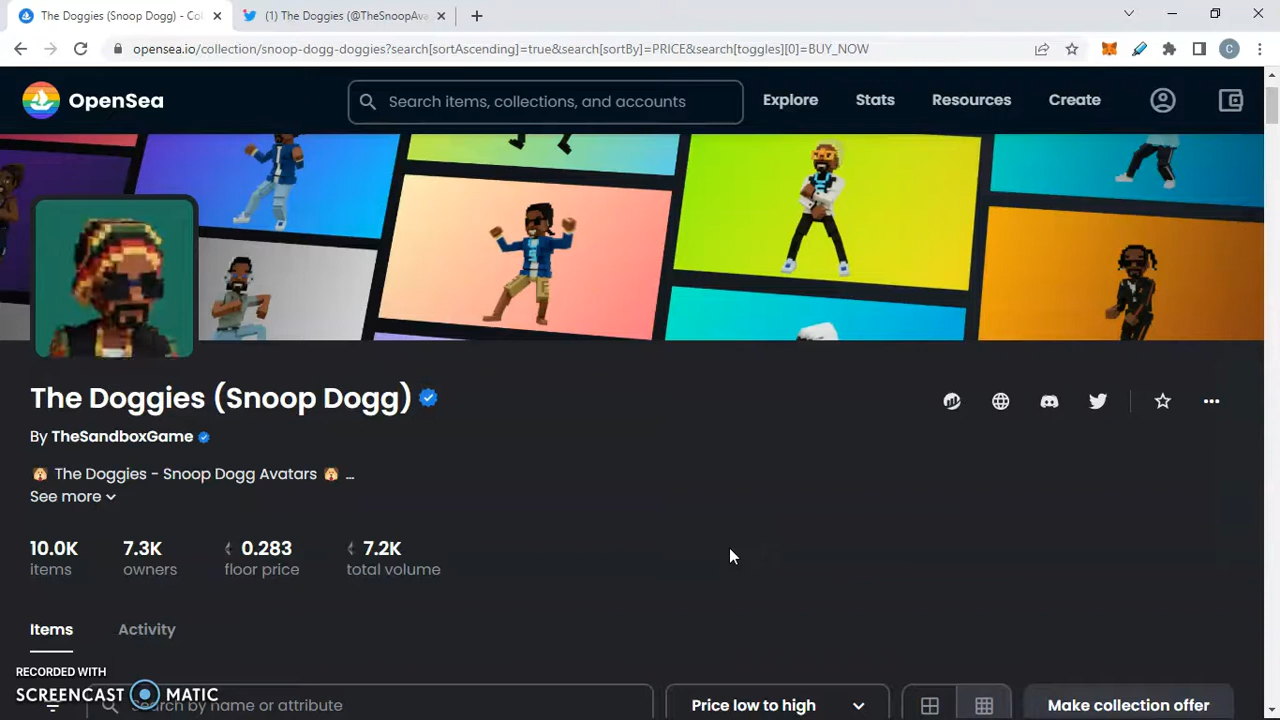 The Doggies (Snoop Dogg) - Col
(1) The Doggies (@TheSnoopAva
opensea.io/collection/snoop-dogg-doggies?search[sortAscending]=true&search[sortBy]=PRICE&search[toggles][0]=BUY_NOW
C
OpenSea
Search items, collections, and accounts
Explore
Stats
Resources
Create
The Doggies (Snoop Dogg)
By TheSandboxGame
🙈 The Doggies - Snoop Dogg Avatars 🙈 ...
See more
10.0K 7.3K 0.283 7.2K
items owners floor price total volume
Items Activity
RECORDED WITH
SCREENCAST MATIC
Search by name or attribute
Price low to high
Make collection offer